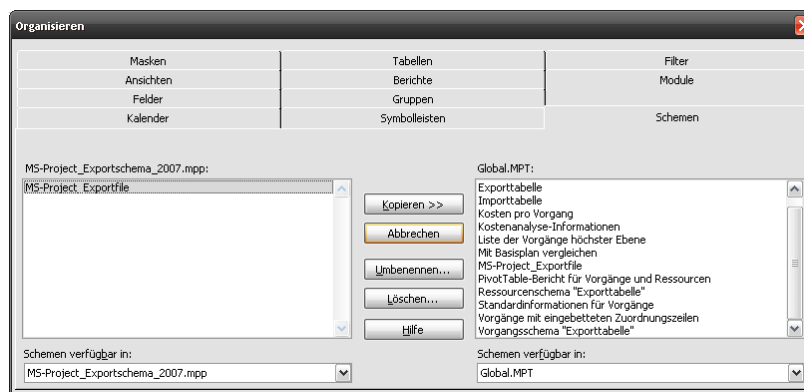 Organisieren
Masken
Tabellen
Filter
Ansichten
Berichte
Module
Felder
Gruppen
Kalender
Symbolleisten
Schemen
MS-Project_Exportschema_2007.mpp:
MS-Project_Exportfile
Kopieren >>
Abbrechen
Umbenennen...
Löschen...
Hilfe
Global.MPT:
Exporttabelle
Importtabelle
Kosten pro Vorgang
Kostenanalyse-Informationen
Liste der Vorgänge höchster Ebene
Mit Basisplan vergleichen
MS-Project_Exportfile
PivotTable-Bericht für Vorgänge und Ressourcen
Ressourcenschema "Exporttabelle"
Standardinformationen für Vorgänge
Vorgänge mit eingebetteten Zuordnungszeilen
Vorgangsschema "Exporttabelle"
Schemen verfügbar in:
MS-Project_Exportschema_2007.mpp
Schemen verfügbar in:
Global.MPT